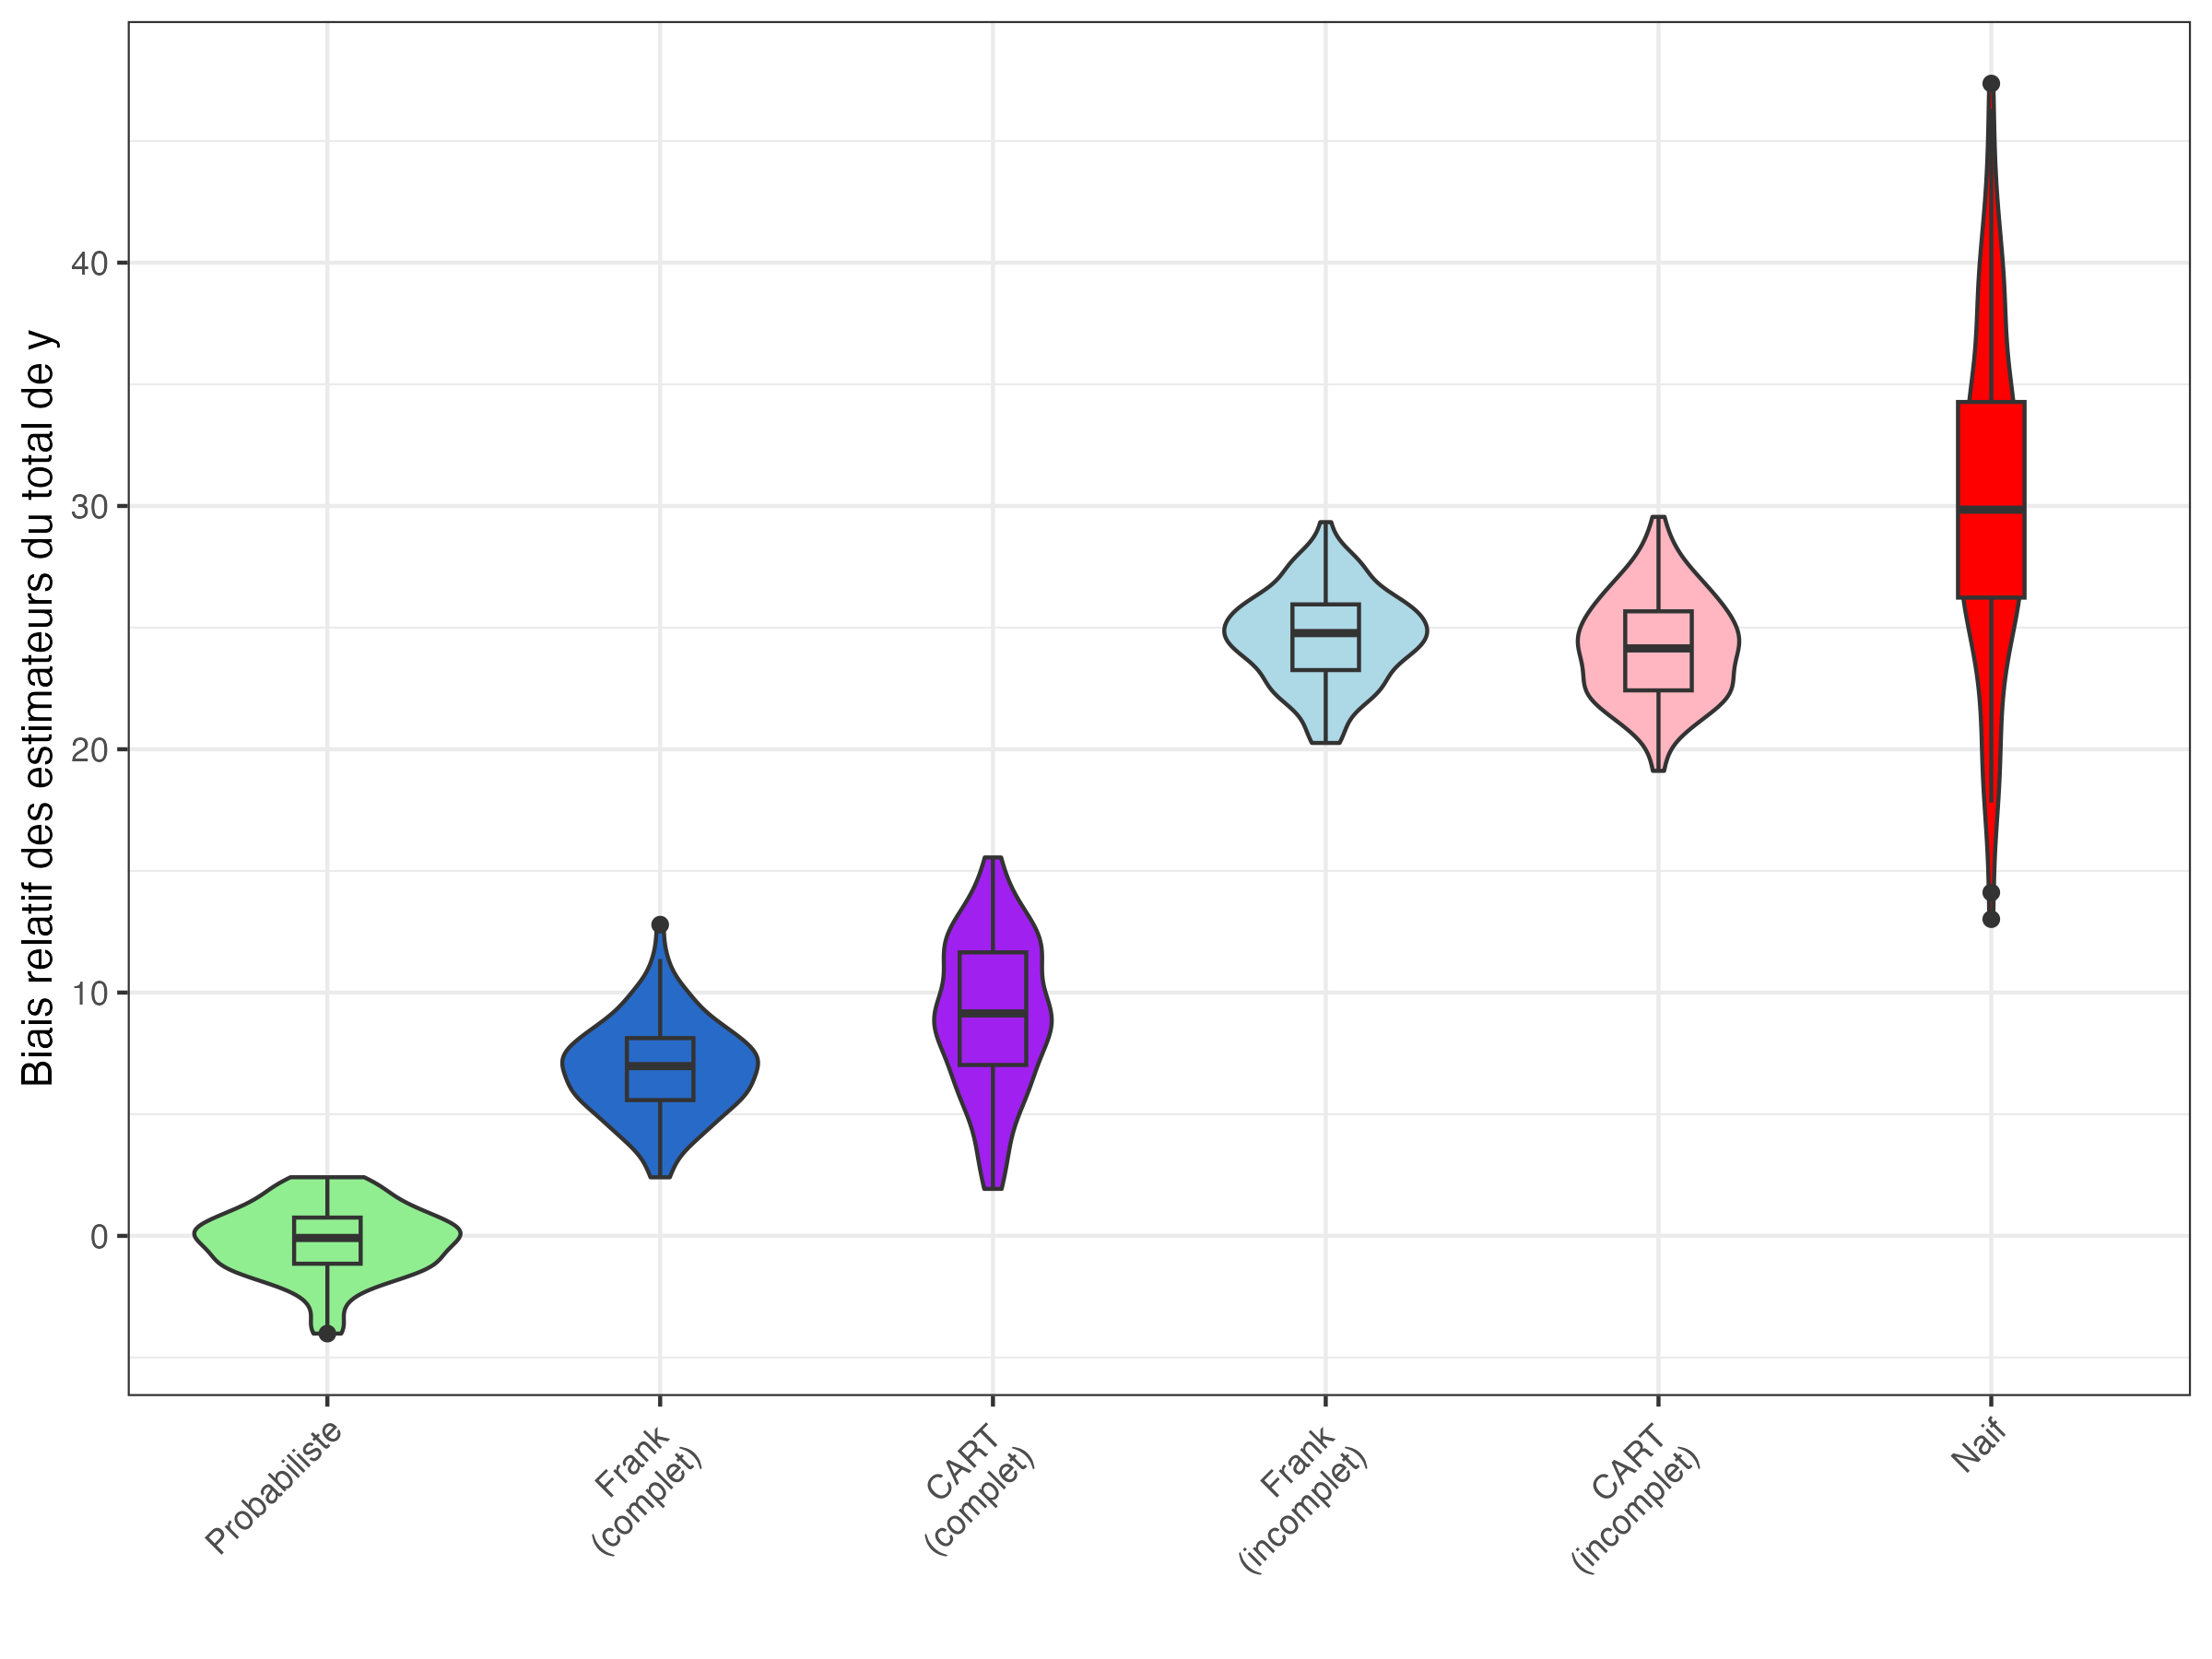 Biais relatif des estimateurs du total de y
40
30
20
10
0
Probabiliste
Frank
(complet)
CART
(complet)
Frank
(incomplet)
CART
(incomplet)
Naif